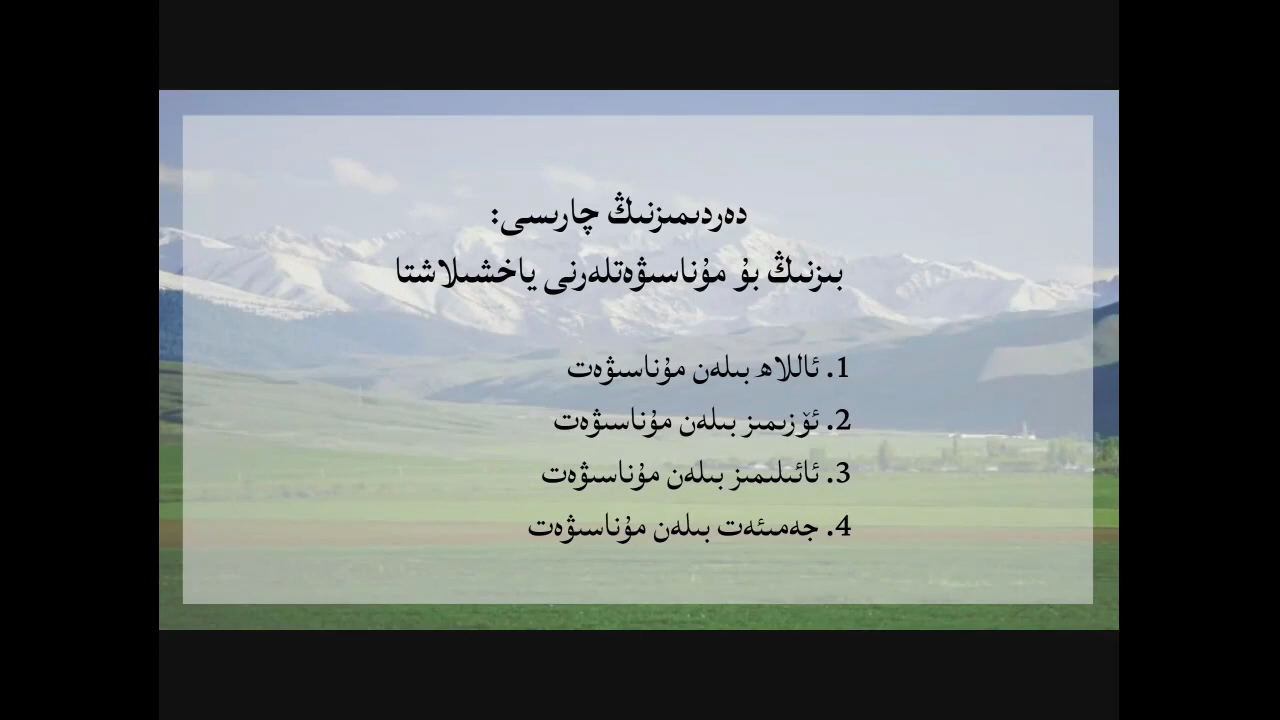 دەردىمىزنىڭ چارىسى:
بىزنىڭ بۇ مۇناسىۋەتلەرنى ياخشىلاشتا
1. ئاللاھ بىلەن مۇناسىۋەت
2. ئۆزىمىز بىلەن مۇناسىۋەت
3. ئائىلىمىز بىلەن مۇناسىۋەت
4. جەمىئەت بىلەن مۇناسىۋەت